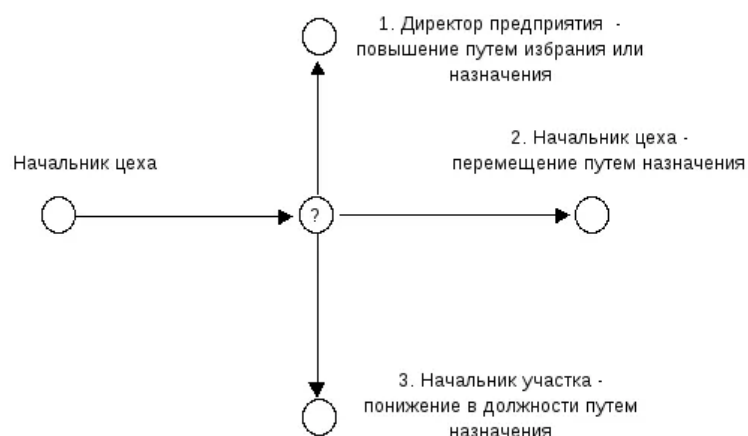 1. Директор предприятия -
повышение путем избрания или
назначения
2. Начальник цеха -
перемещение путем назначения
Начальник цеха
?
3. Начальник участка -
понижение в должности путем
назначения